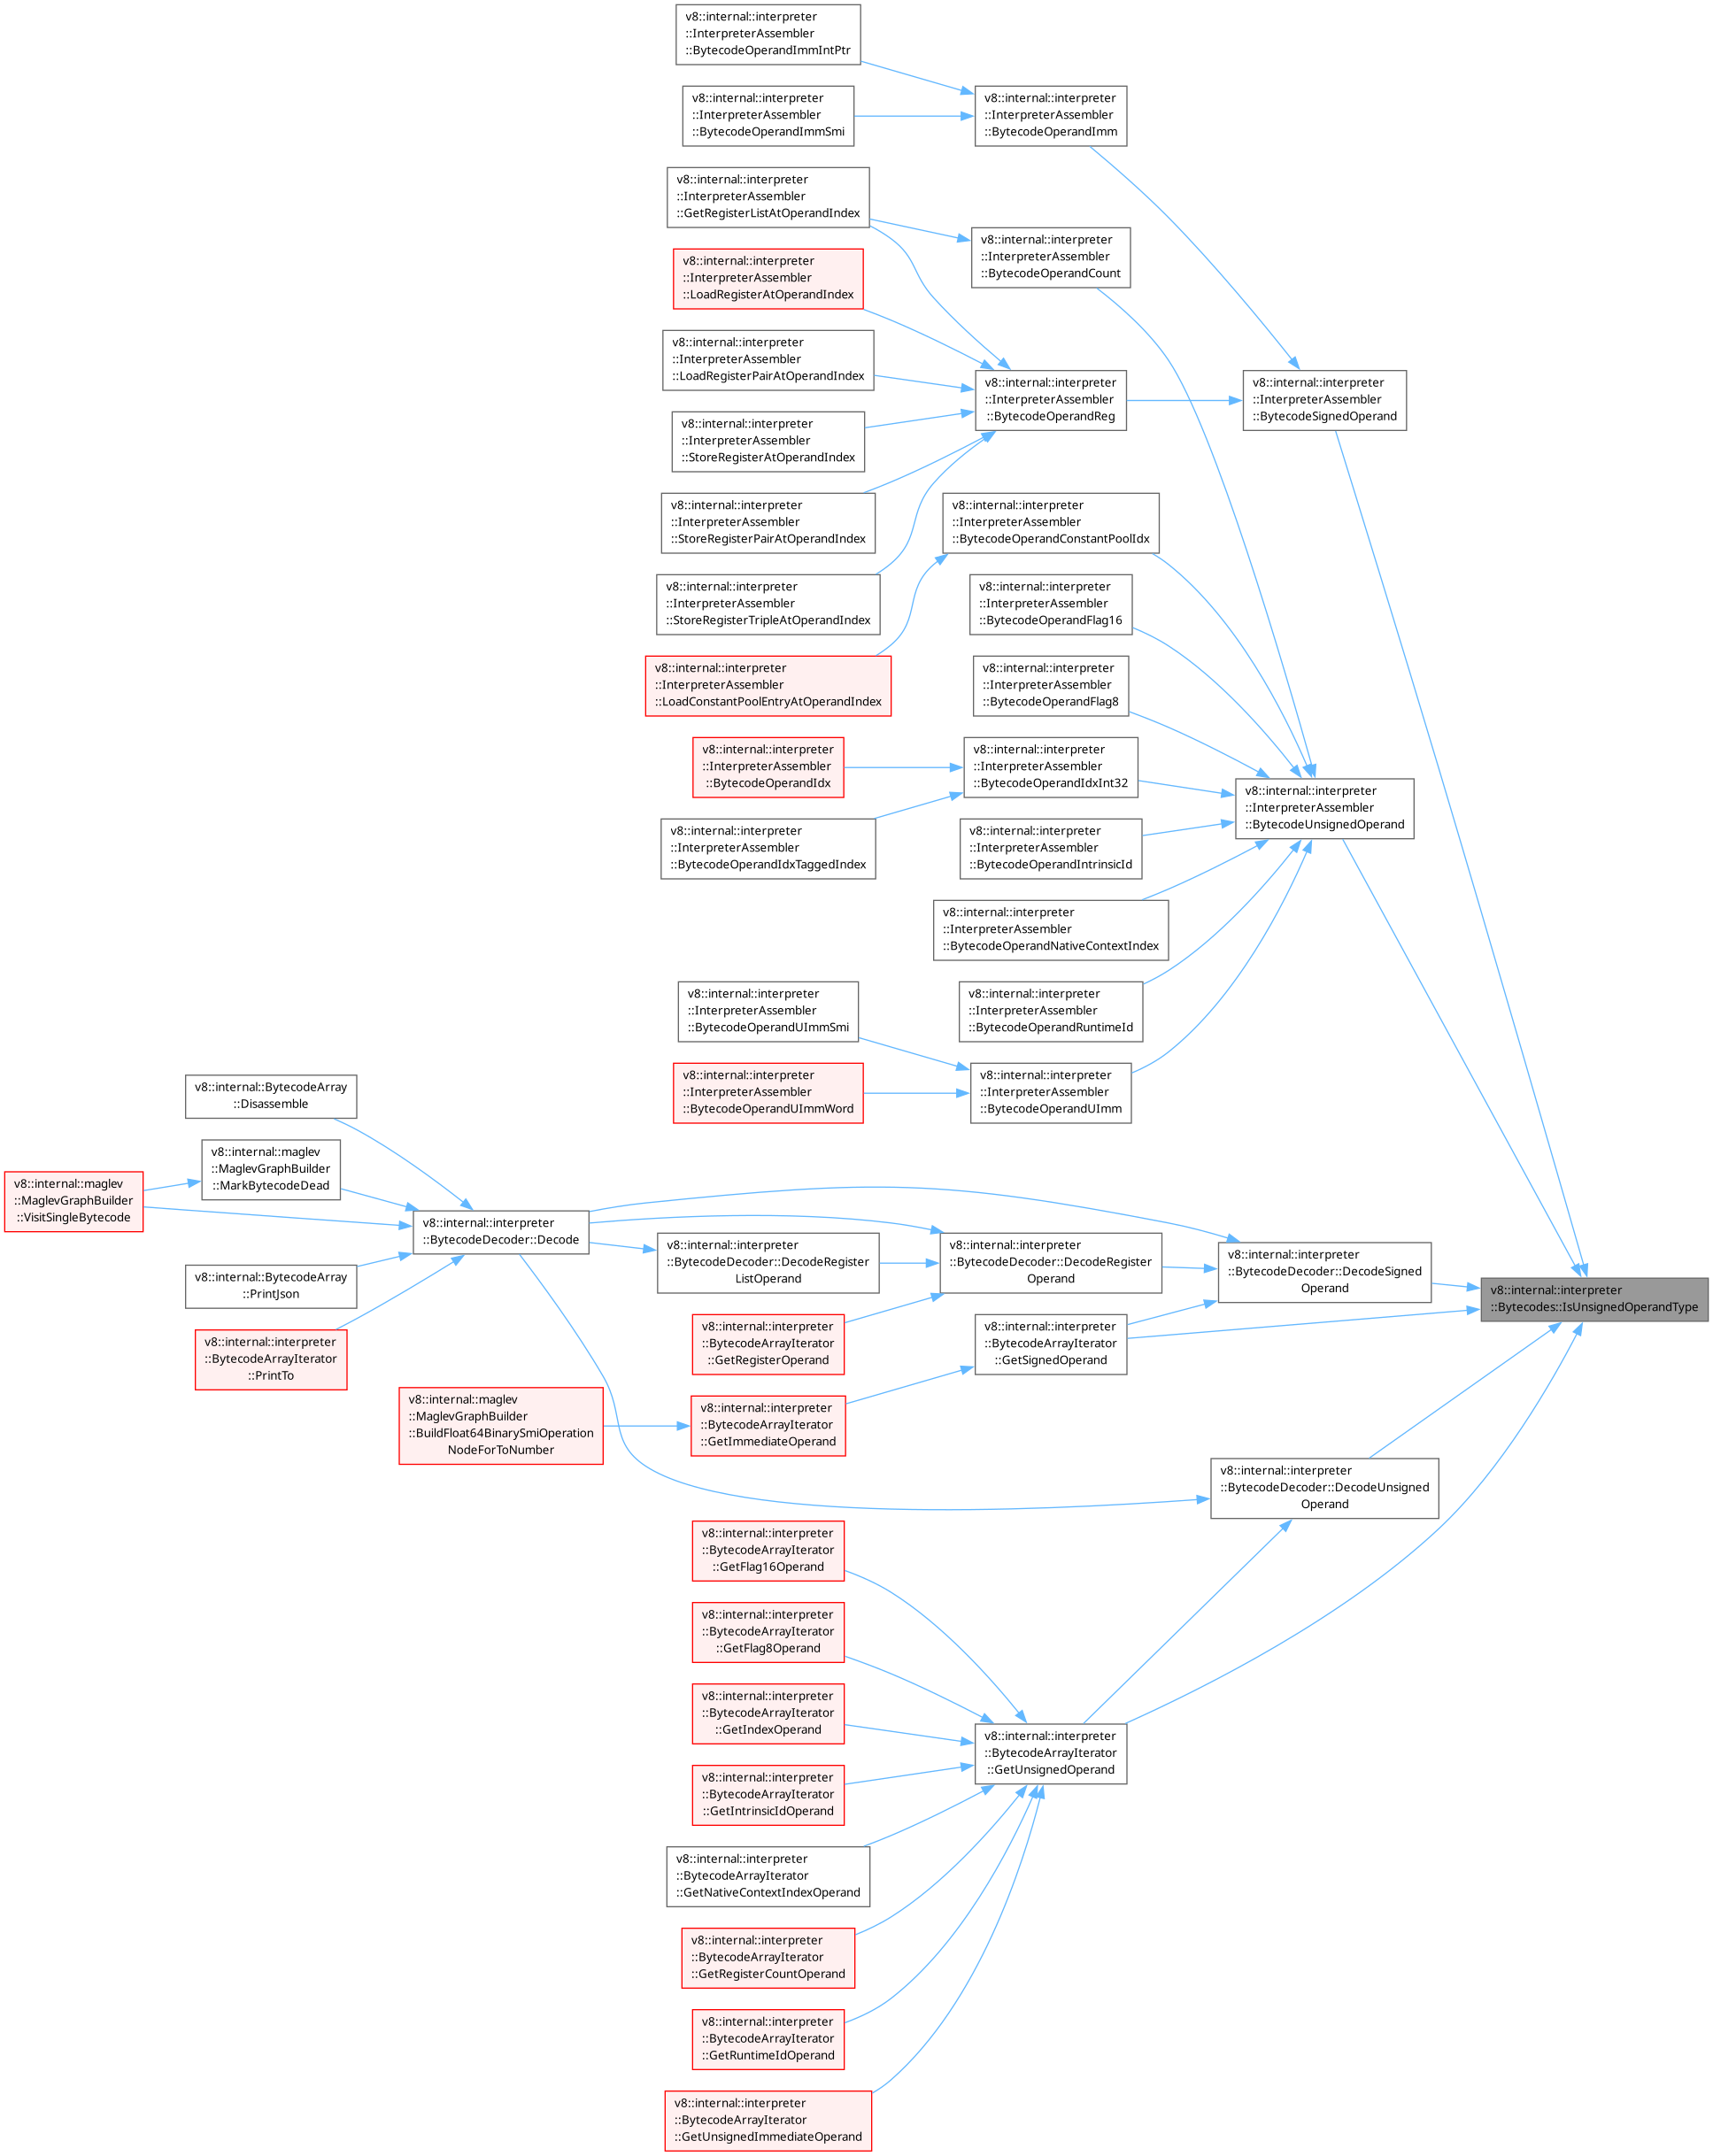 v8::internal::interpreter
::InterpreterAssembler
::BytecodeOperandImmIntPtr
v8::internal::interpreter
::InterpreterAssembler
::BytecodeOperandImmSmi
v8::internal::interpreter
::InterpreterAssembler
::BytecodeOperandImm
v8::internal::interpreter
::InterpreterAssembler
::GetRegisterListAtOperandIndex
v8::internal::interpreter
::InterpreterAssembler
::BytecodeOperandCount
v8::internal::interpreter
::InterpreterAssembler
::LoadRegisterAtOperandIndex
v8::internal::interpreter
::InterpreterAssembler
::LoadRegisterPairAtOperandIndex
v8::internal::interpreter
::InterpreterAssembler
::BytecodeOperandReg
v8::internal::interpreter
::InterpreterAssembler
::BytecodeSignedOperand
v8::internal::interpreter
::InterpreterAssembler
::StoreRegisterAtOperandIndex
v8::internal::interpreter
::InterpreterAssembler
::StoreRegisterPairAtOperandIndex
v8::internal::interpreter
::InterpreterAssembler
::BytecodeOperandConstantPoolIdx
v8::internal::interpreter
::InterpreterAssembler
::StoreRegisterTripleAtOperandIndex
v8::internal::interpreter
::InterpreterAssembler
::BytecodeOperandFlag16
v8::internal::interpreter
::InterpreterAssembler
::LoadConstantPoolEntryAtOperandIndex
v8::internal::interpreter
::InterpreterAssembler
::BytecodeOperandFlag8
v8::internal::interpreter
::InterpreterAssembler
::BytecodeOperandIdx
v8::internal::interpreter
::InterpreterAssembler
::BytecodeOperandIdxInt32
v8::internal::interpreter
::InterpreterAssembler
::BytecodeUnsignedOperand
v8::internal::interpreter
::InterpreterAssembler
::BytecodeOperandIdxTaggedIndex
v8::internal::interpreter
::InterpreterAssembler
::BytecodeOperandIntrinsicId
v8::internal::interpreter
::InterpreterAssembler
::BytecodeOperandNativeContextIndex
v8::internal::interpreter
::InterpreterAssembler
::BytecodeOperandUImmSmi
v8::internal::interpreter
::InterpreterAssembler
::BytecodeOperandRuntimeId
v8::internal::interpreter
::InterpreterAssembler
::BytecodeOperandUImmWord
v8::internal::interpreter
::InterpreterAssembler
::BytecodeOperandUImm
v8::internal::BytecodeArray
::Disassemble
v8::internal::maglev
::MaglevGraphBuilder
::MarkBytecodeDead
v8::internal::maglev
::MaglevGraphBuilder
::VisitSingleBytecode
v8::internal::interpreter
::BytecodeDecoder::Decode
v8::internal::interpreter
::BytecodeDecoder::DecodeRegister
ListOperand
v8::internal::interpreter
::BytecodeDecoder::DecodeRegister
Operand
v8::internal::interpreter
::BytecodeDecoder::DecodeSigned
Operand
v8::internal::interpreter
::Bytecodes::IsUnsignedOperandType
v8::internal::BytecodeArray
::PrintJson
v8::internal::interpreter
::BytecodeArrayIterator
::PrintTo
v8::internal::interpreter
::BytecodeArrayIterator
::GetRegisterOperand
v8::internal::interpreter
::BytecodeArrayIterator
::GetSignedOperand
v8::internal::maglev
::MaglevGraphBuilder
::BuildFloat64BinarySmiOperation
NodeForToNumber
v8::internal::interpreter
::BytecodeArrayIterator
::GetImmediateOperand
v8::internal::interpreter
::BytecodeDecoder::DecodeUnsigned
Operand
v8::internal::interpreter
::BytecodeArrayIterator
::GetFlag16Operand
v8::internal::interpreter
::BytecodeArrayIterator
::GetFlag8Operand
v8::internal::interpreter
::BytecodeArrayIterator
::GetIndexOperand
v8::internal::interpreter
::BytecodeArrayIterator
::GetUnsignedOperand
v8::internal::interpreter
::BytecodeArrayIterator
::GetIntrinsicIdOperand
v8::internal::interpreter
::BytecodeArrayIterator
::GetNativeContextIndexOperand
v8::internal::interpreter
::BytecodeArrayIterator
::GetRegisterCountOperand
v8::internal::interpreter
::BytecodeArrayIterator
::GetRuntimeIdOperand
v8::internal::interpreter
::BytecodeArrayIterator
::GetUnsignedImmediateOperand